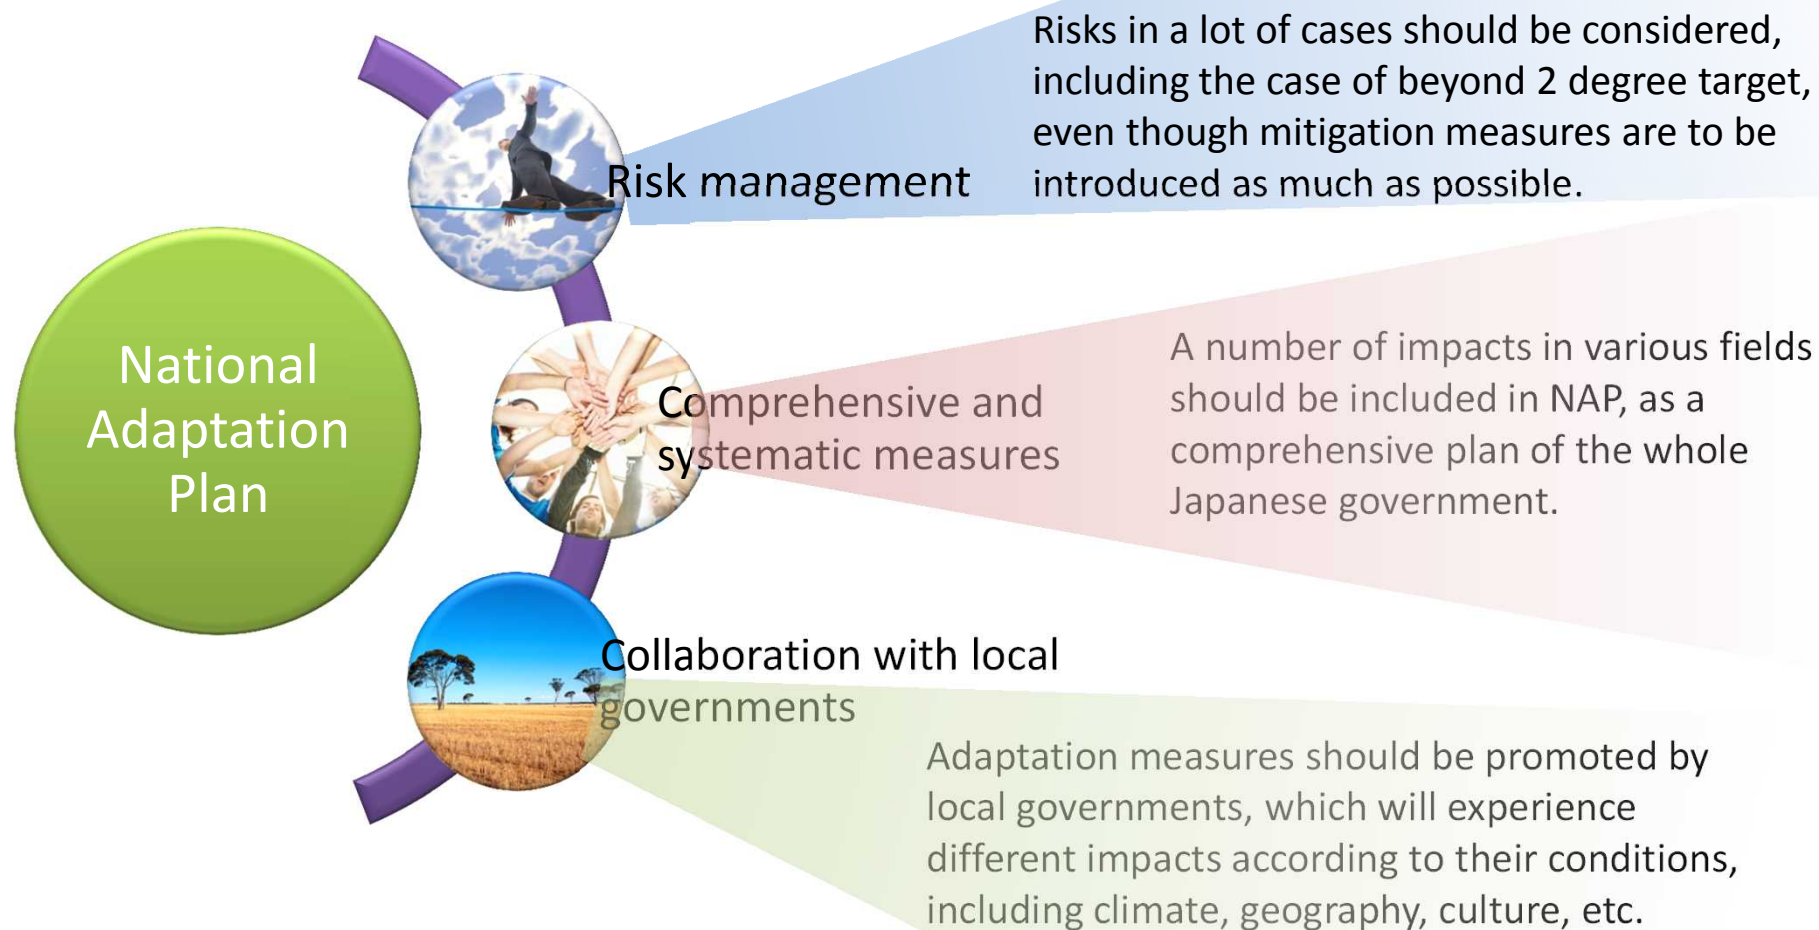 National
Adaptation
Plan
Risk management
Risks in a lot of cases should be considered,
including the case of beyond 2 degree target,
even though mitigation measures are to be
introduced as much as possible.
Comprehensive and
systematic measures
A number of impacts in various fields
should be included in NAP, as a
comprehensive plan of the whole
Japanese government.
Collaboration with local
governments
Adaptation measures should be promoted by
local governments, which will experience
different impacts according to their conditions,
including climate, geography, culture, etc.